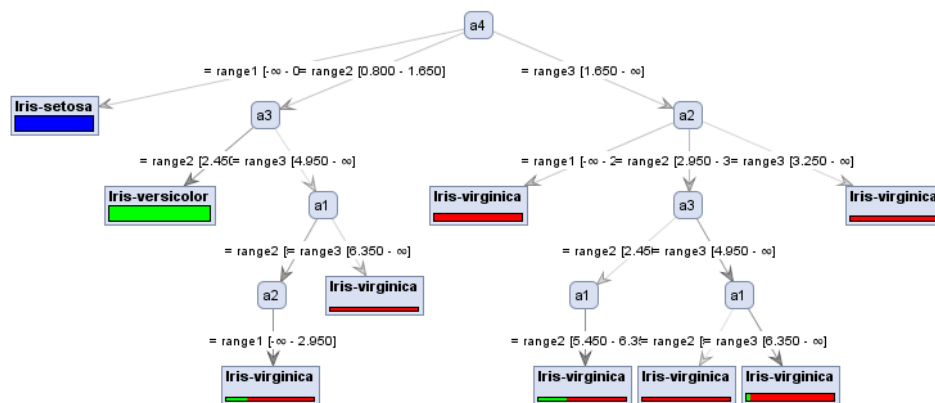 a4
= range1 [-∞ - 0
= range2 [0.800 - 1.650]
= range3 [1.650 - ∞]
Iris-setosa
a3
a2
= range2 [2.450
= range3 [4.950 - ∞]
= range1 [-∞ - 2
= range2 [2.950 - 3
= range3 [3.250 - ∞]
Iris-versicolor
a1
Iris-virginica
a3
Iris-virginica
= range2 [
= range3 [6.350 - ∞]
= range2 [2.450
= range3 [4.950 - ∞]
a2
Iris-virginica
a1
a1
= range1 [-∞ - 2.950]
= range2 [5.450 - 6.35
= range2 [
= range3 [6.350 - ∞]
Iris-virginica
Iris-virginica
Iris-virginica
Iris-virginica